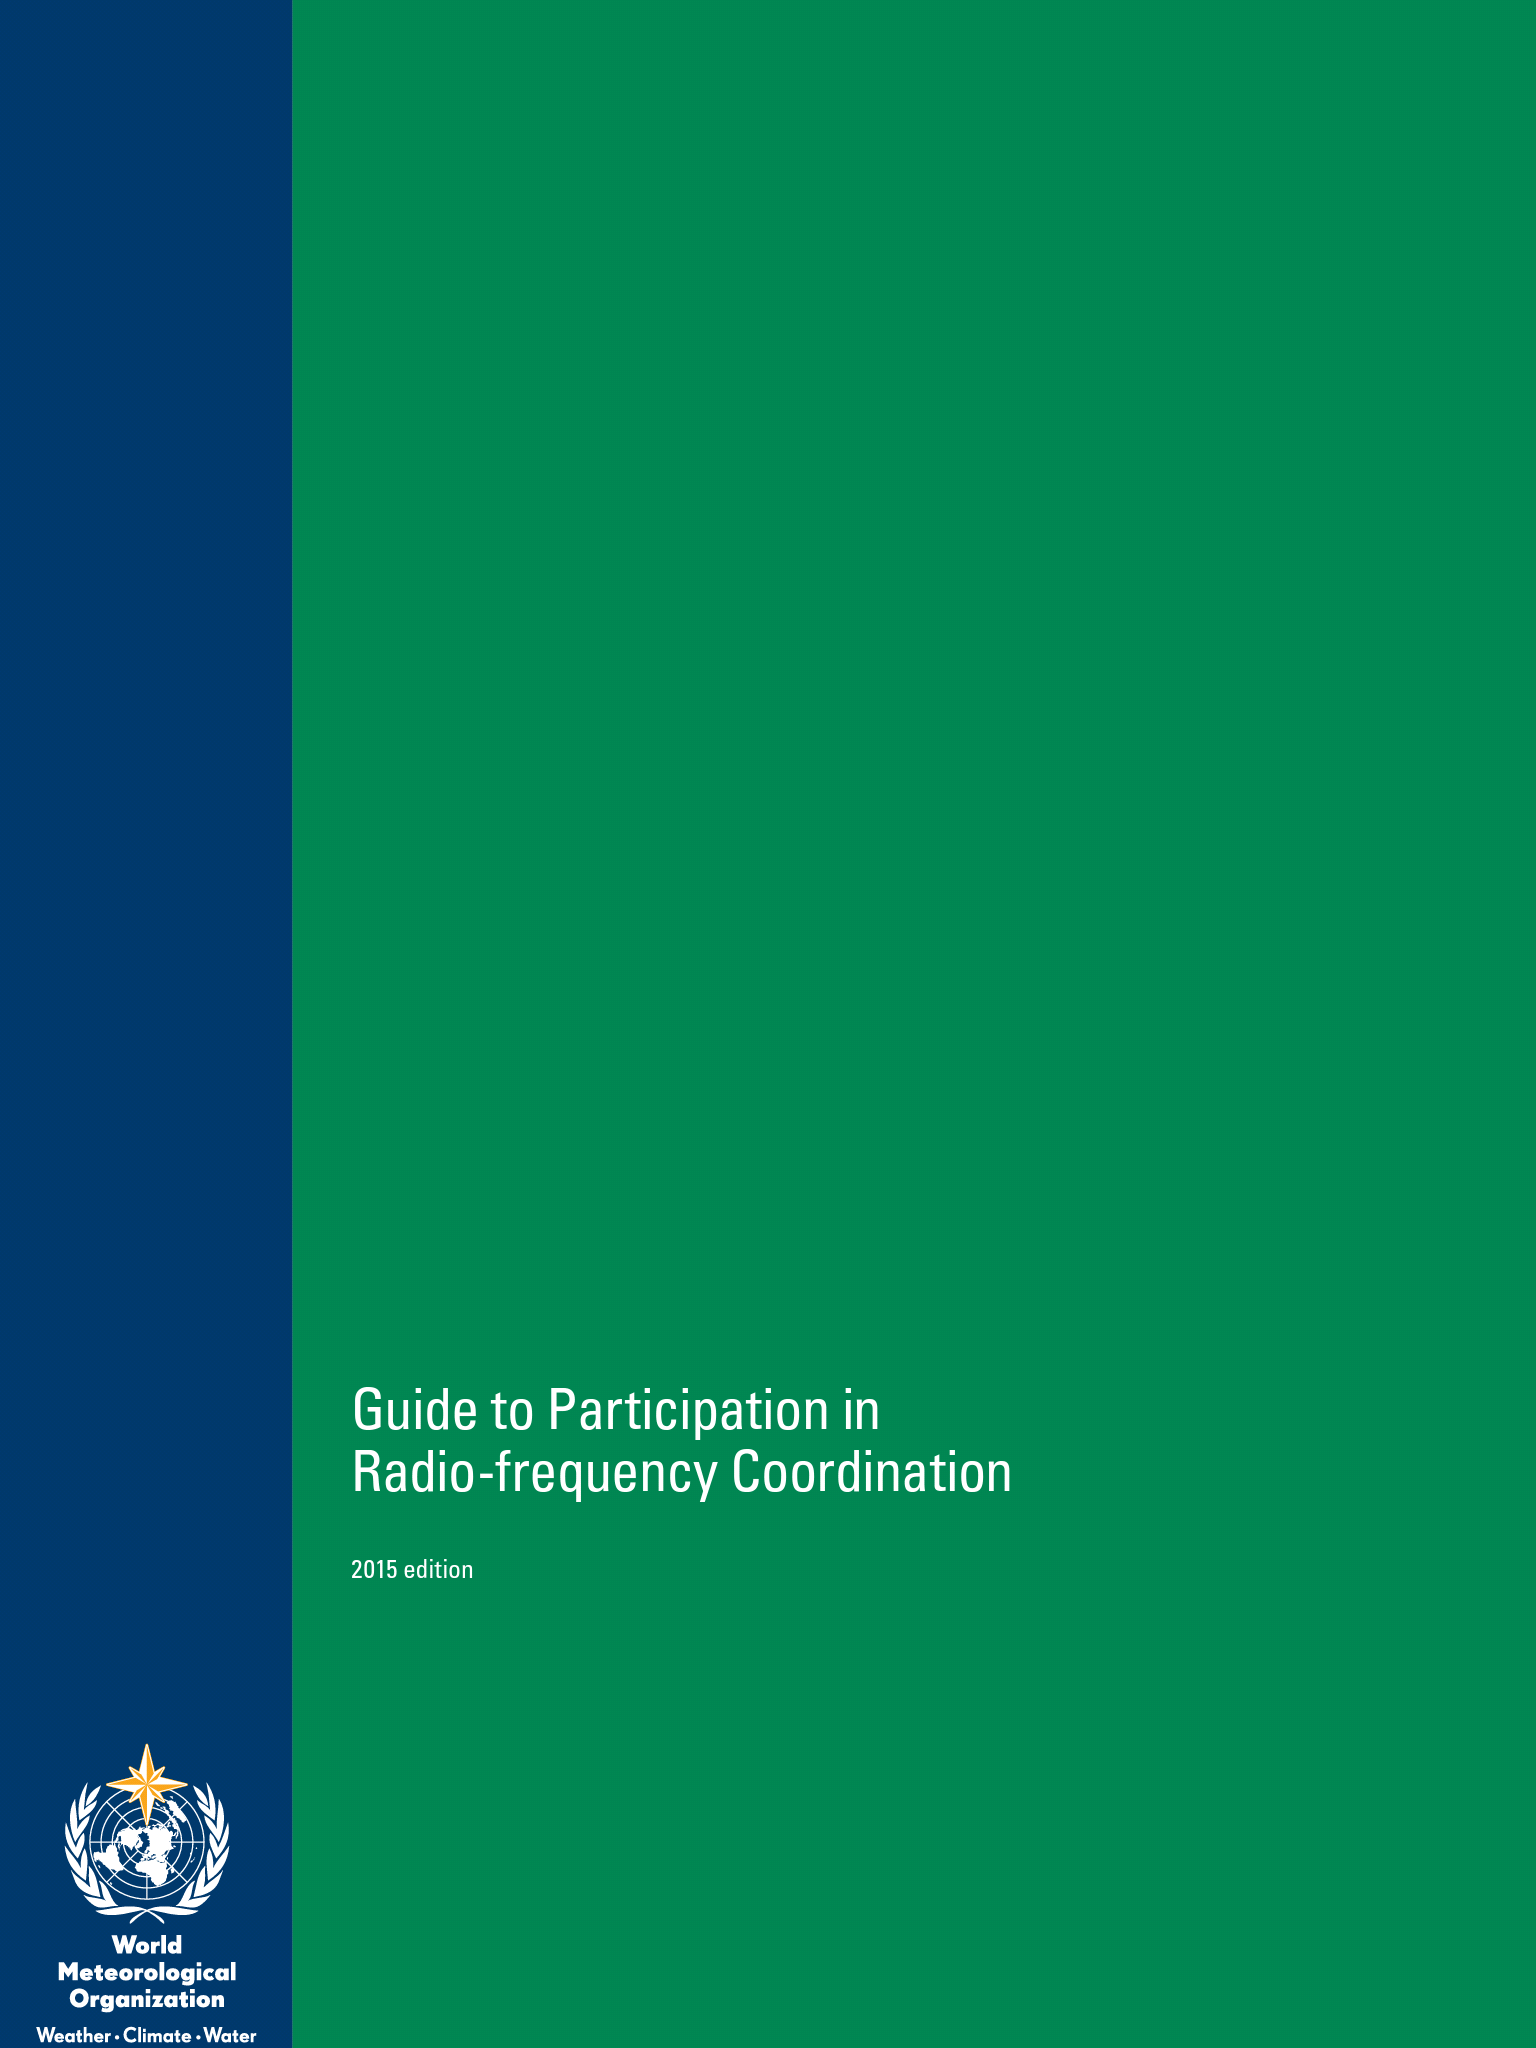 Guide to Participation in
Radio-frequency Coordination
2015 edition
World
Meteorological
Organization
Weather • Climate • Water